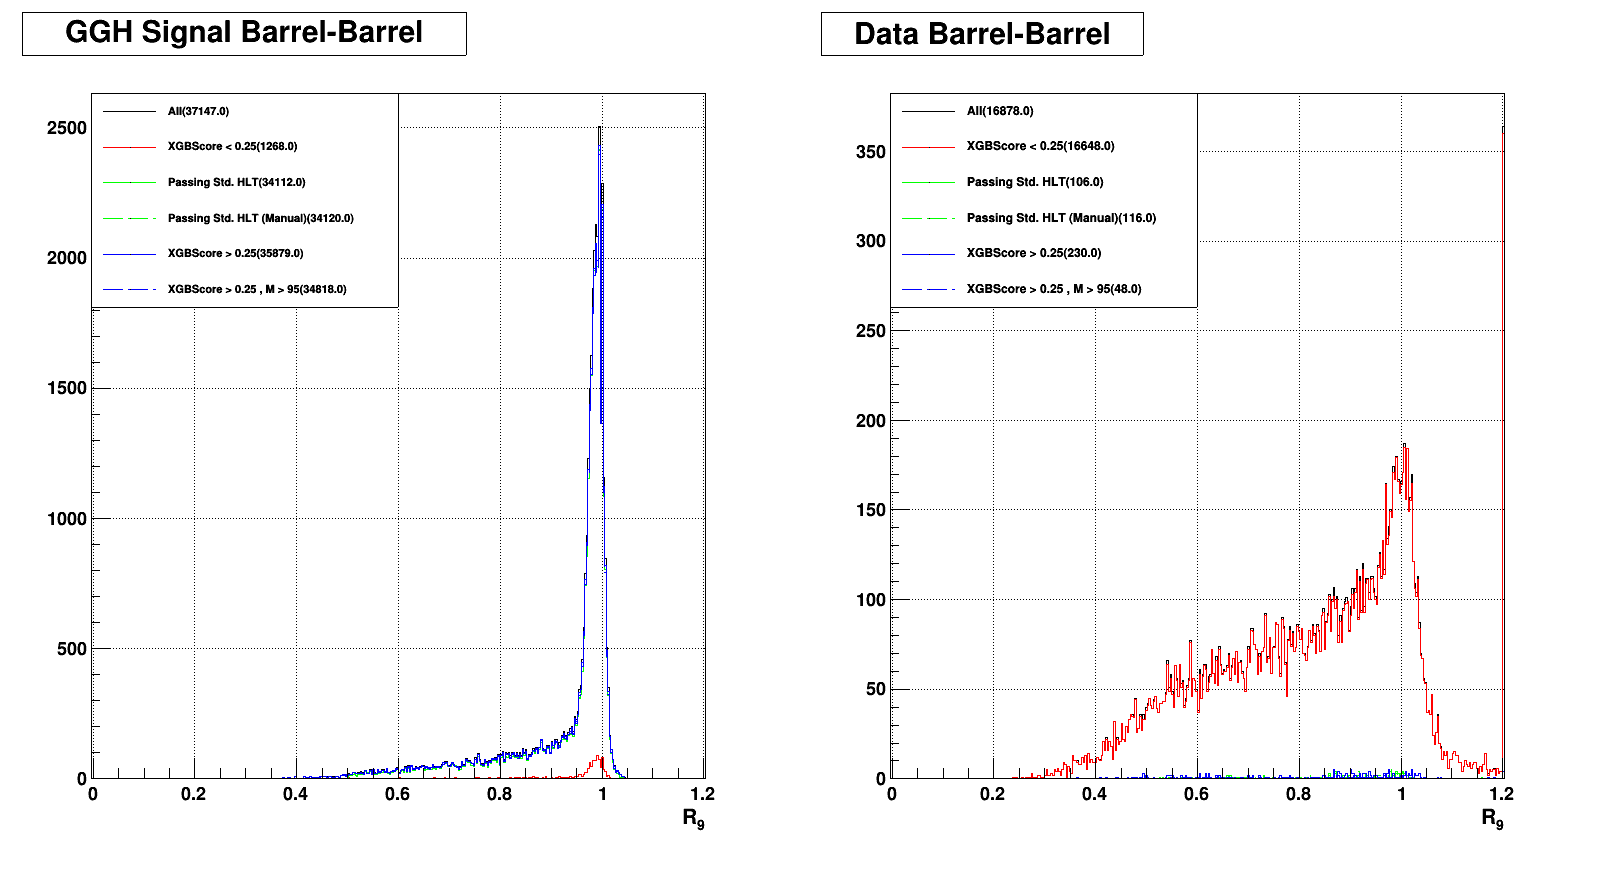 GGH Signal Barrel-Barrel
All(37147.0)
XGBScore < 0.25(1268.0)
Passing Std. HLT(34112.0)
Passing Std. HLT (Manual)(34120.0)
XGBScore > 0.25(35879.0)
XGBScore > 0.25 , M > 95(34818.0)
2500
2000
1500
1000
500
0
0 0.2 0.4 0.6 0.8 1 1.2
R9
Data Barrel-Barrel
All(16878.0)
XGBScore < 0.25(16648.0)
Passing Std. HLT(106.0)
Passing Std. HLT (Manual)(116.0)
XGBScore > 0.25(230.0)
XGBScore > 0.25 , M > 95(48.0)
350
300
250
200
150
100
50
0
0 0.2 0.4 0.6 0.8 1 1.2
R9